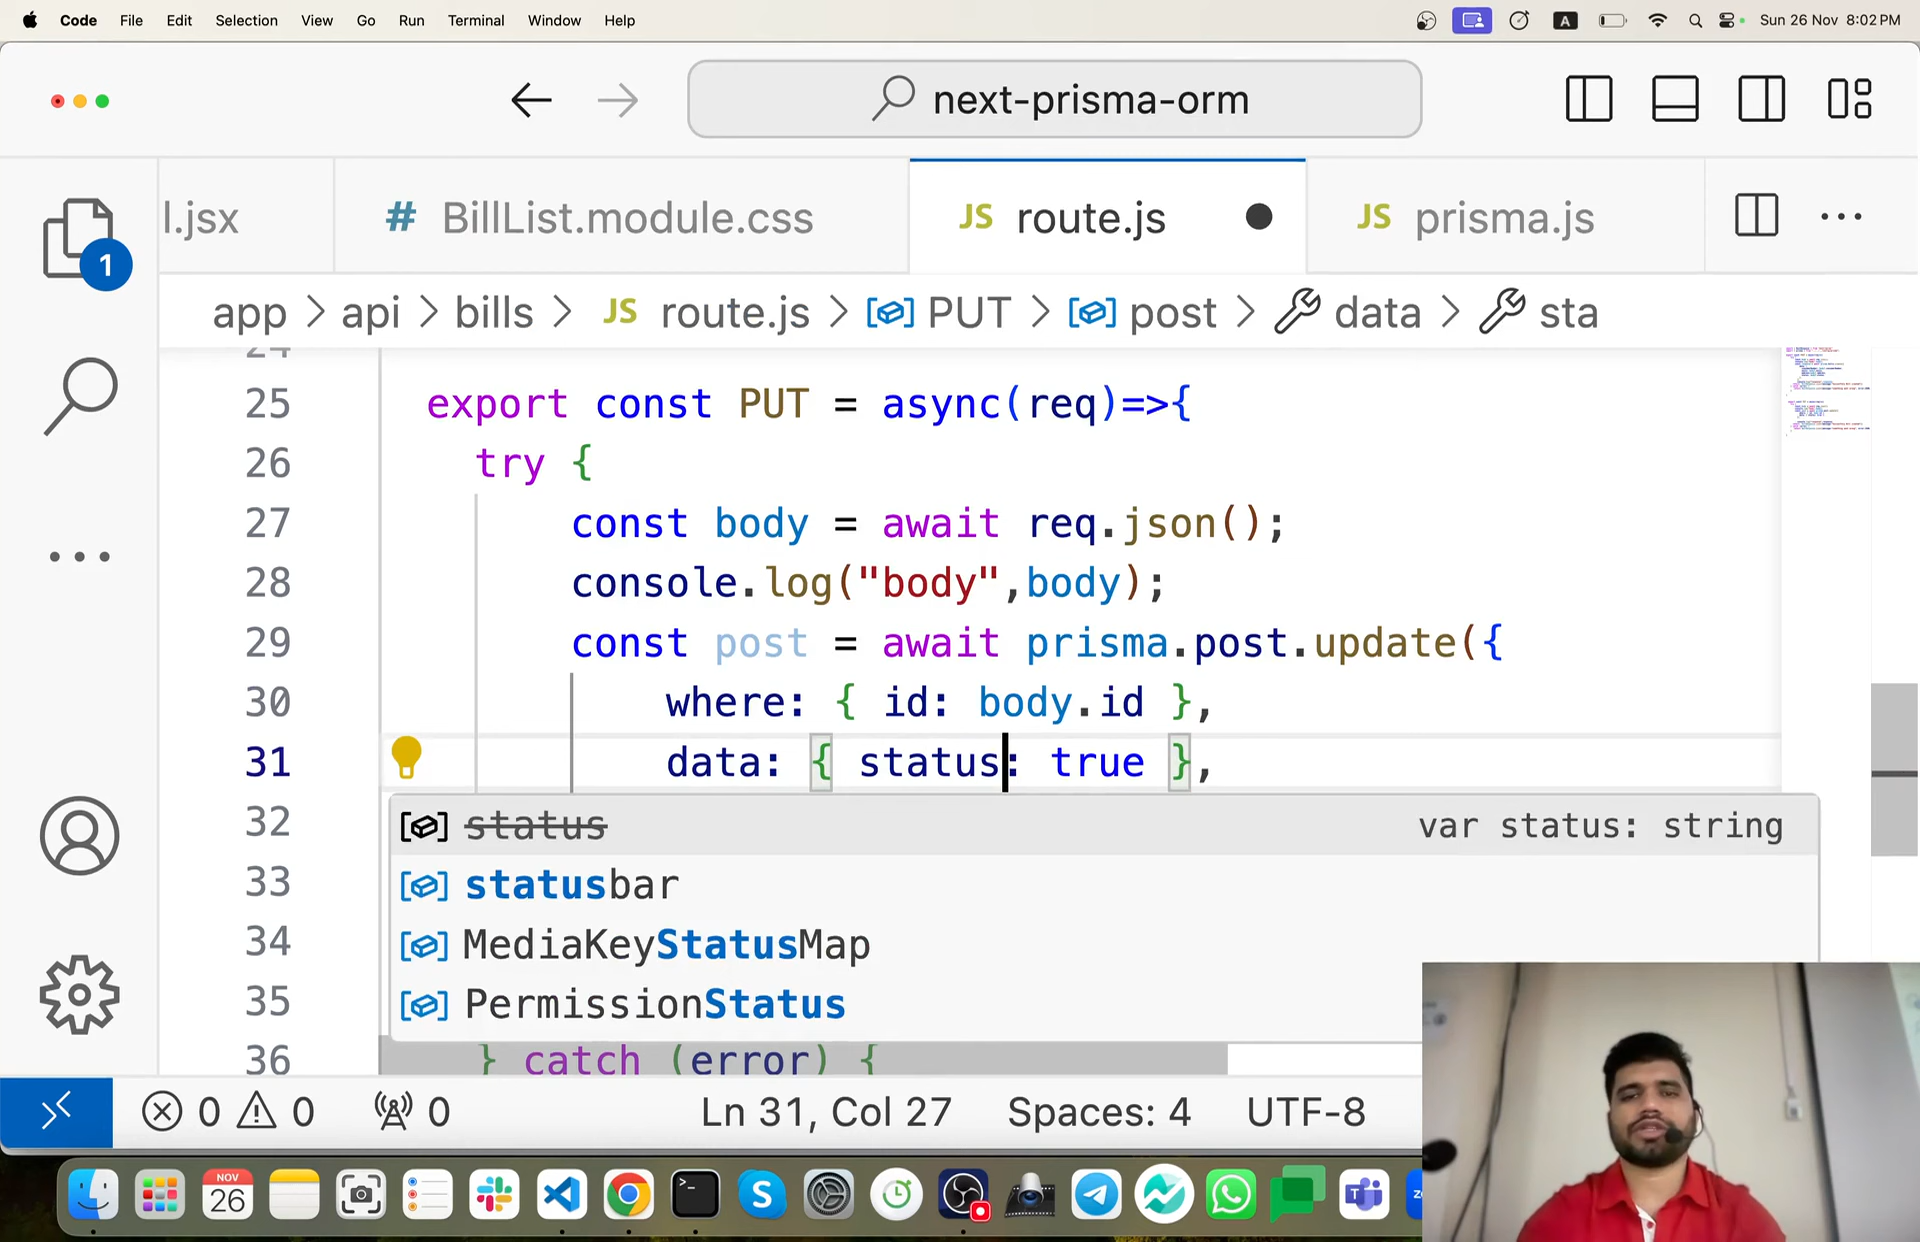 Code File Edit Selection View Go Run Terminal Window Help A Sun 26 Nov 8:02 PM
next-prisma-orm
1 l.jsx # BillList.module.css JS route.js JS prisma.js
app > api > bills > JS route.js > PUT > post > data > sta
24
25 export const PUT = async(req)=>{
26 try {
27 const body = await req.json();
28 console.log("body",body);
29 const post = await prisma.post.update({
30 where: { id: body.id },
31 data: { status: true },
32 status var status: string
33 statusbar
34 MediaKeyStatusMap
35 PermissionStatus
36 } catch (error) {
0 0 0 Ln 31, Col 27 Spaces: 4 UTF-8
NOV
26